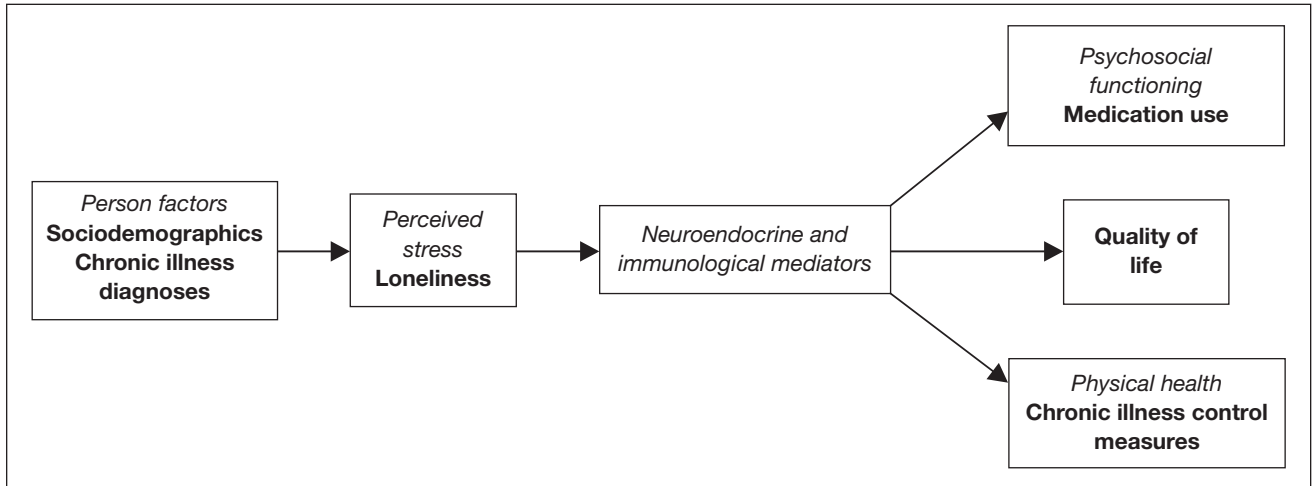 Person factors
Sociodemographics
Chronic illness
diagnoses
Perceived
stress
Loneliness
Neuroendocrine and
immunological mediators
Psychosocial
functioning
Medication use
Quality of
life
Physical health
Chronic illness control
measures